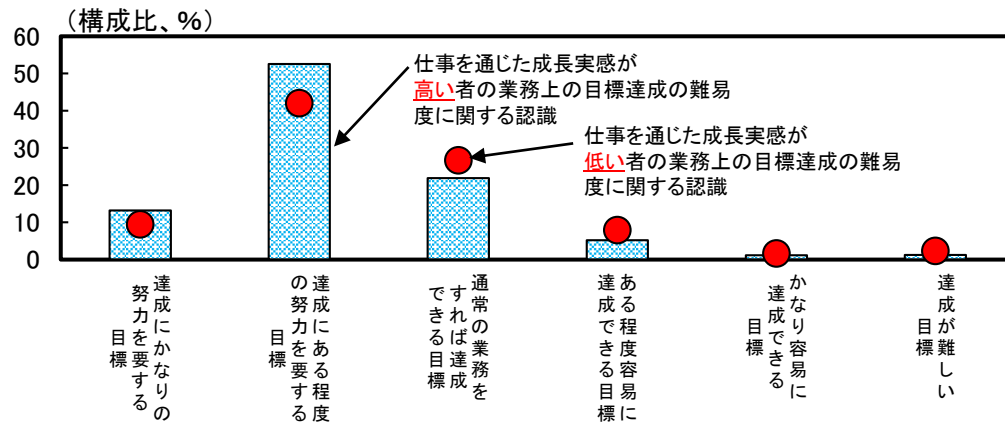 (構成比、%)
60
50
40
30
20
10
0
仕事を通じた成長実感が
高い者の業務上の目標達成の難易
度に関する認識
仕事を通じた成長実感が
低い者の業務上の目標達成の難易
度に関する認識
達成にかなりの
努力を要する
目標
達成にある程度
の努力を要する
目標
通常の業務を
すれば達成
できる目標
ある程度容易に
達成できる目標
かなり容易に
達成できる
目標
達成が難しい
目標